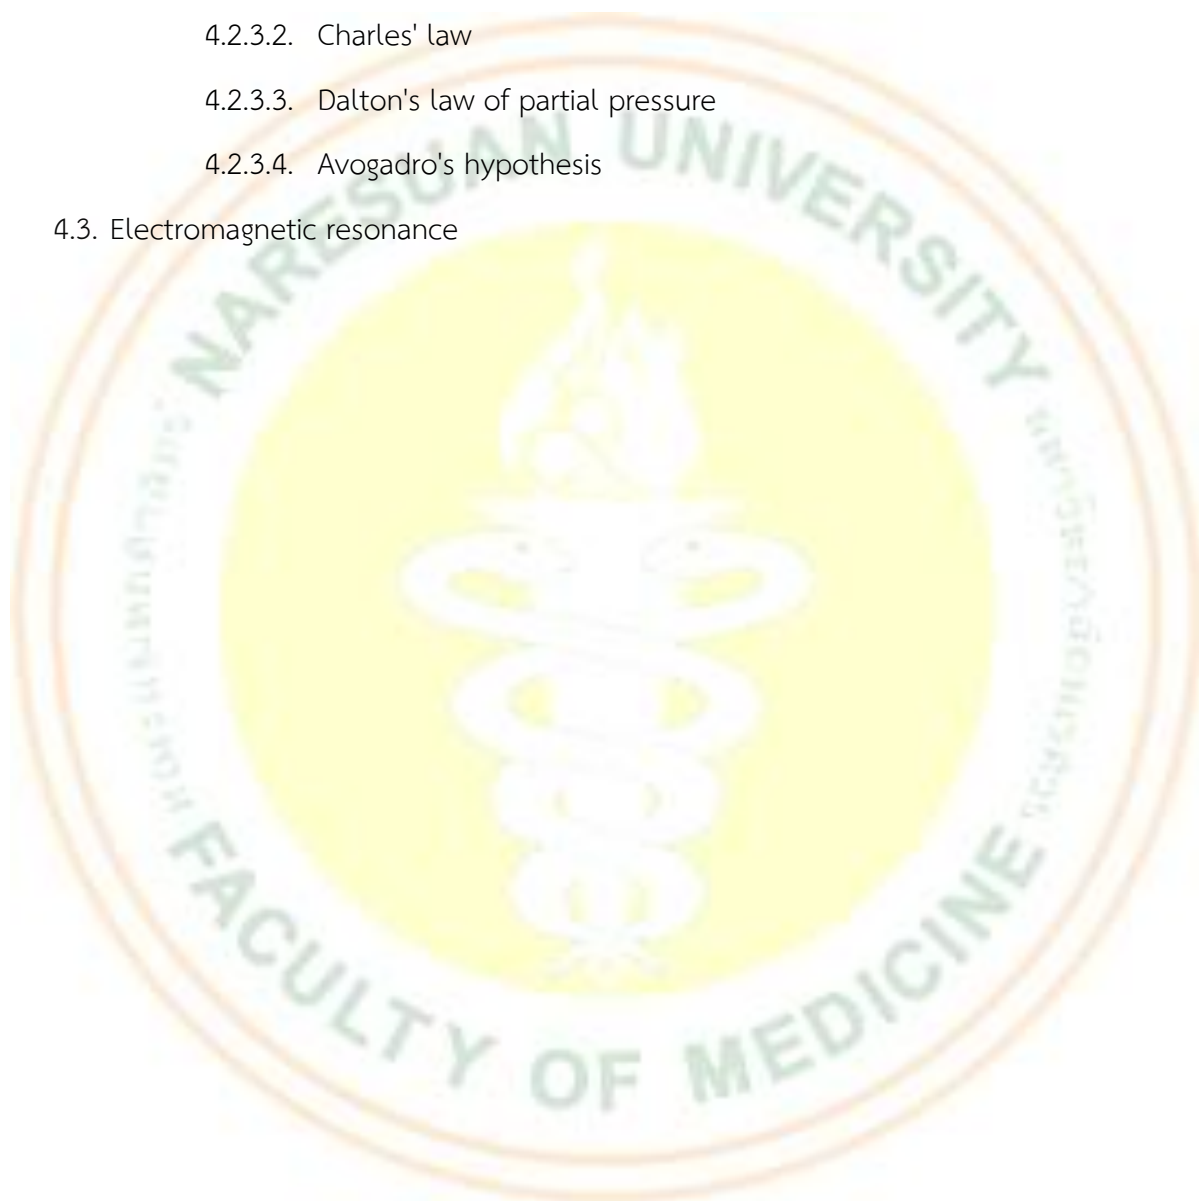 4.2.3.2. Charles' law
4.2.3.3. Dalton's law of partial pressure
4.2.3.4. Avogadro's hypothesis
4.3. Electromagnetic resonance
NARESUAN UNIVERSITY
FACULTY OF MEDICINE